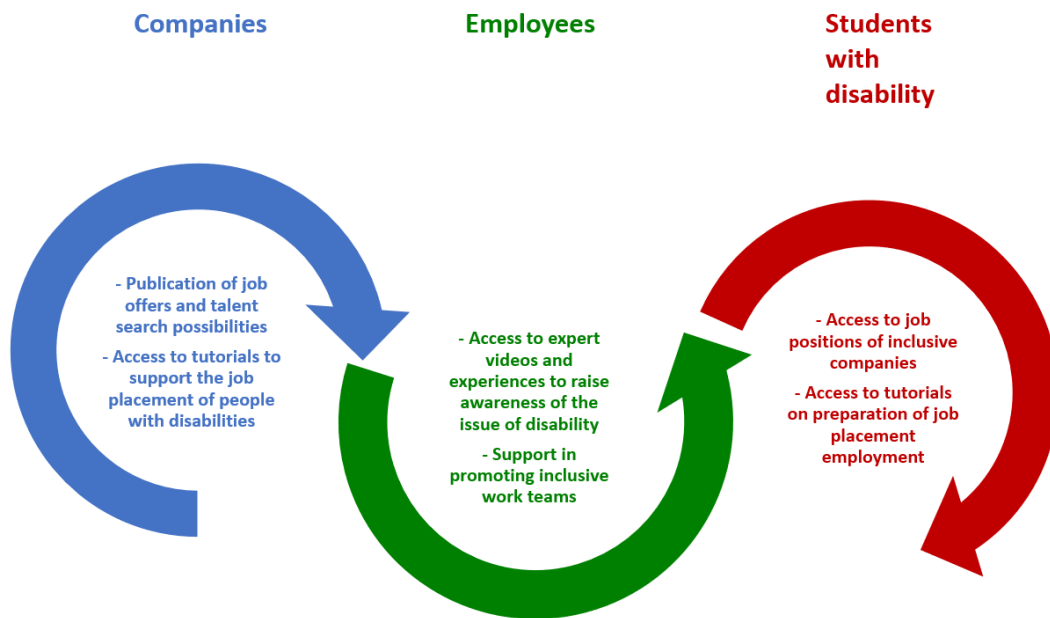 Companies
- Publication of job
offers and talent
search possibilities
- Access to tutorials to
support the job
placement of people
with disabilities
Employees
- Access to expert
videos and
experiences to raise
awareness of the
issue of disability
- Support in
promoting inclusive
work teams
Students
with
disability
- Access to job
positions of inclusive
companies
- Access to tutorials
on preparation of job
placement
employment